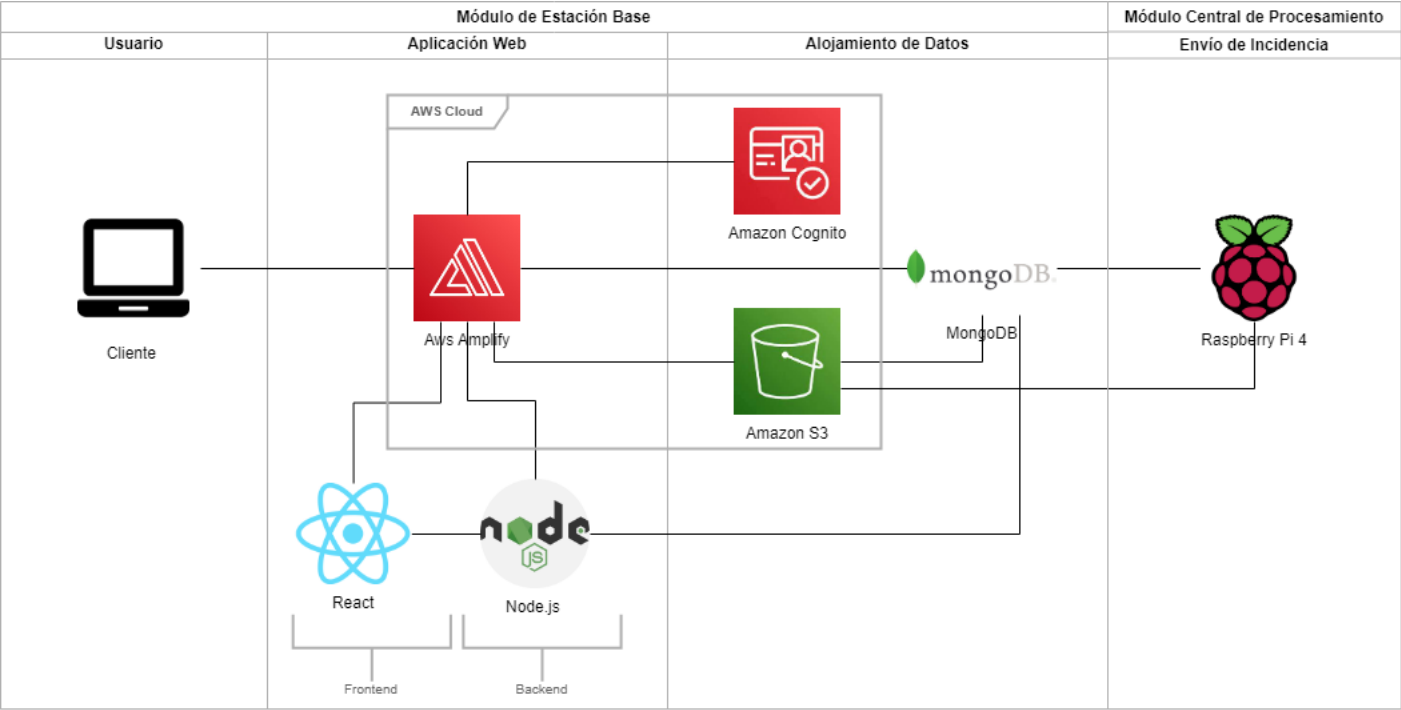 Módulo de Estación Base
Módulo Central de Procesamiento
Usuario
Aplicación Web
Alojamiento de Datos
Envío de Incidencia
AWS Cloud
Amazon Cognito
mongoDB.
Aws Amplify
MongoDB
Raspberry Pi 4
Cliente
Amazon S3
node
JS
React
Node.js
Frontend
Backend